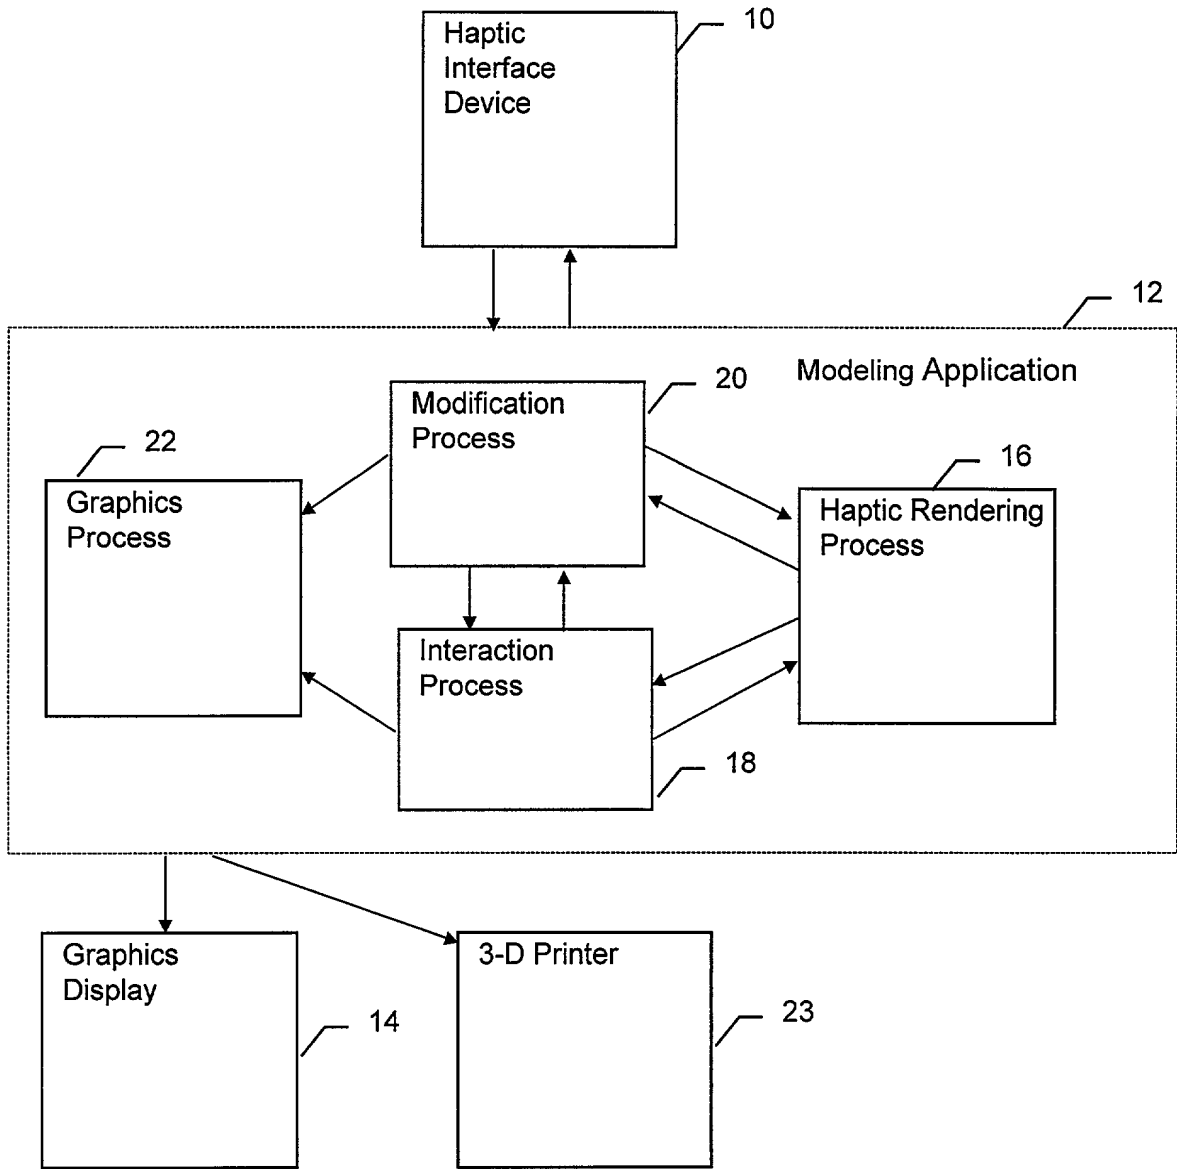 Haptic
Interface
Device
10
12
Modeling Application
20
Modification
Process
22
Graphics
Process
16
Haptic Rendering
Process
Interaction
Process
18
Graphics
Display
14
3-D Printer
23